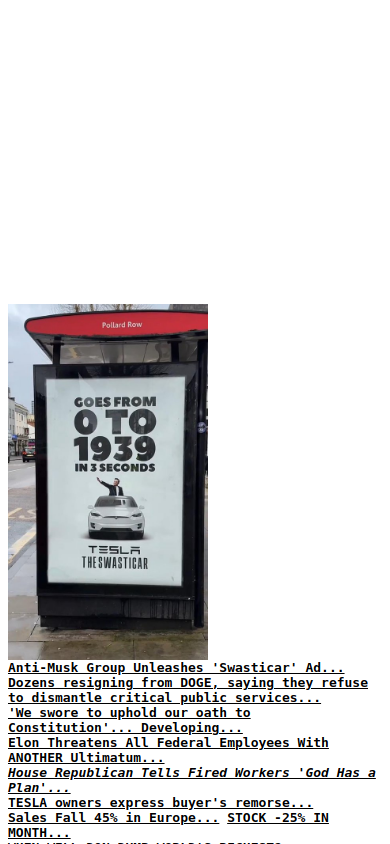 Pollard Row
GOES FROM
0 TO
1939
IN 3 SECONDS
TESLA
THE SWASTICAR
Anti-Musk Group Unleashes 'Swasticar' Ad...
Dozens resigning from DOGE, saying they refuse
to dismantle critical public services...
'We swore to uphold our oath to
Constitution'... Developing...
Elon Threatens All Federal Employees With
ANOTHER Ultimatum...
House Republican Tells Fired Workers 'God Has a
Plan'...
TESLA owners express buyer's remorse...
Sales Fall 45% in Europe... STOCK -25% IN
MONTH...